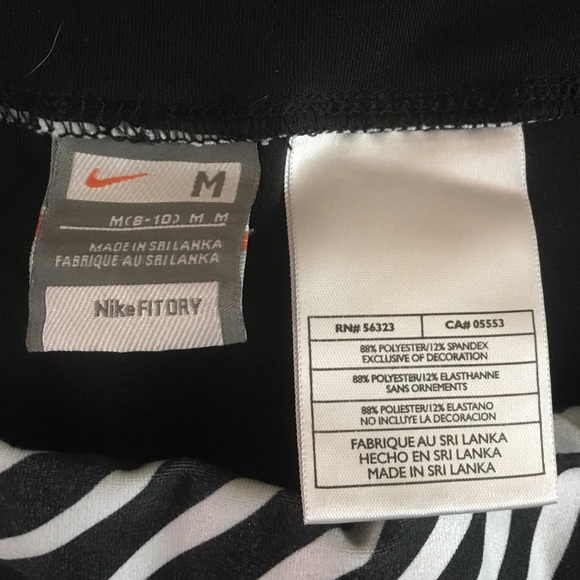 M
M(8-10) M M
MADE IN SRI LANKA
FABRIQUE AU SRI LANKA
Nike FIT DRY
RN# 56323 CA# 05553
88% POLYESTER/12% SPANDEX
EXCLUSIVE OF DECORATION
88% POLYESTER/12% ELASTHANNE
SANS ORNEMENTS
88% POLIESTER/12% ELASTANO
NO INCLUYE LA DECORACION
FABRIQUE AU SRI LANKA
HECHO EN SRI LANKA
MADE IN SRI LANKA